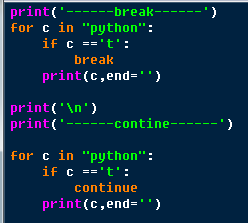 print('------break------')
for c in "python":
    if c =='t':
        break
    print(c,end='')
print('\n')
print('------contine------')
for c in "python":
    if c =='t':
        continue
    print(c,end='')